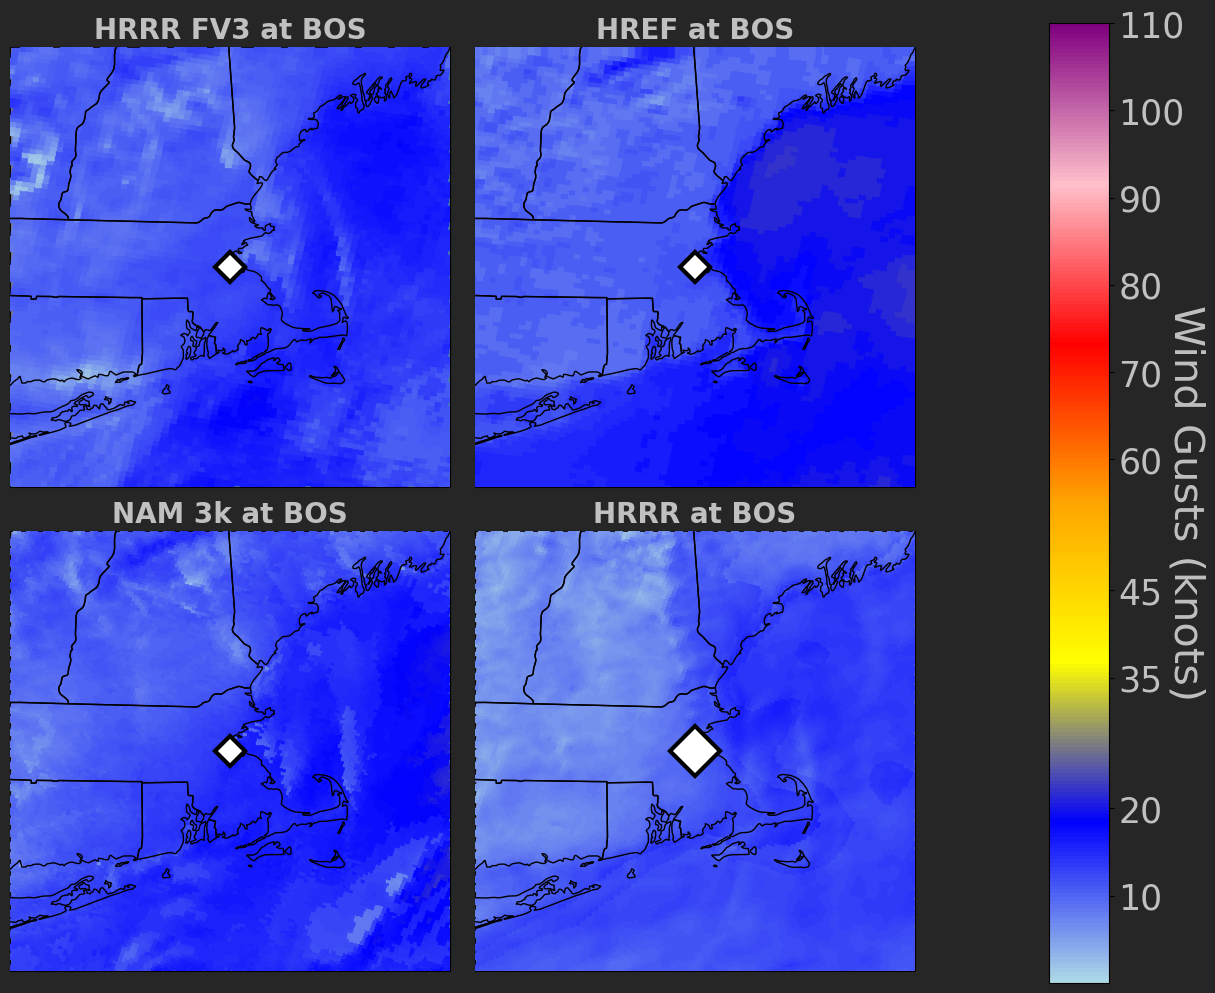 HRRR FV3 at BOS
HREF at BOS
NAM 3k at BOS
HRRR at BOS
110
100
90
80
70
60
45
35
20
10
Wind Gusts (knots)